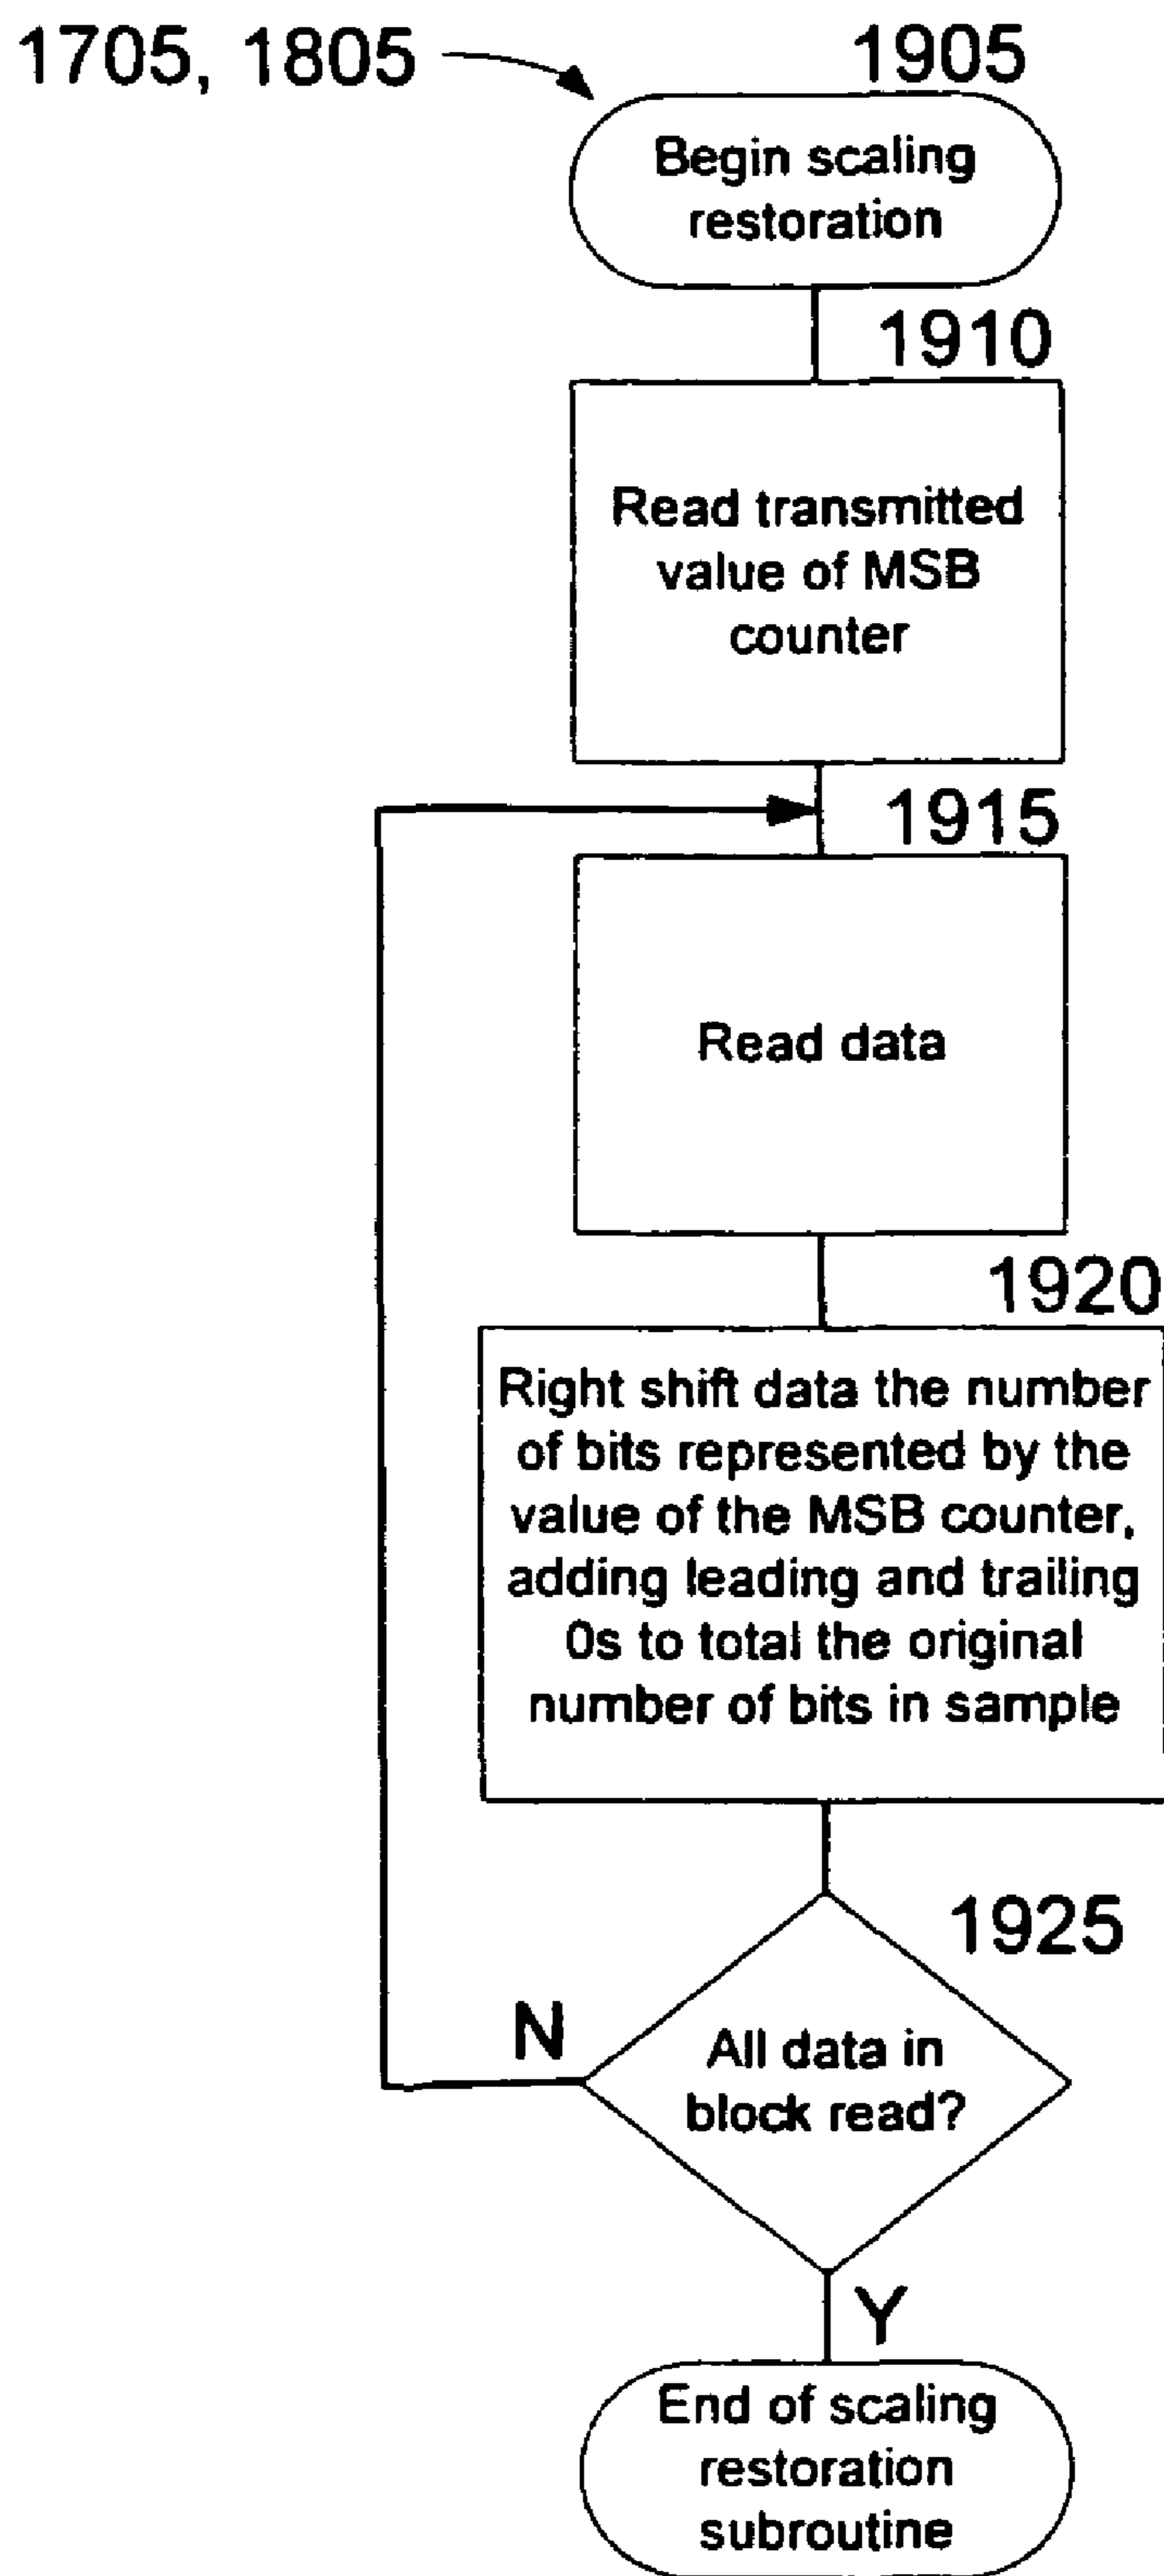 1705, 1805
1905
Begin scaling
restoration
1910
Read transmitted
value of MSB
counter
1915
Read data
1920
Right shift data the number
of bits represented by the
value of the MSB counter,
adding leading and trailing
0s to total the original
number of bits in sample
1925
N
All data in
block read?
Y
End of scaling
restoration
subroutine